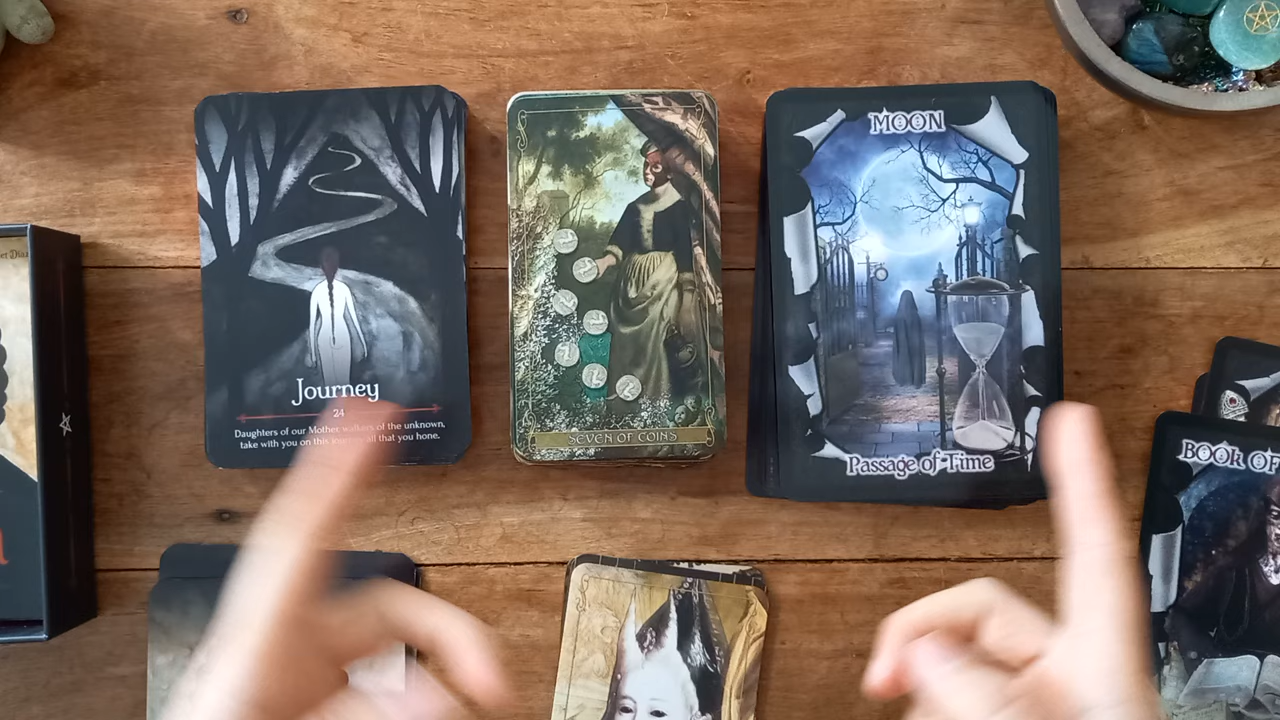 MOON
Journey
24
Daughters of our Mother walkers of the unknown,
take with you on this journey all that you hone.
SEVEN OF COINS
Passage of Time
BOOK OF